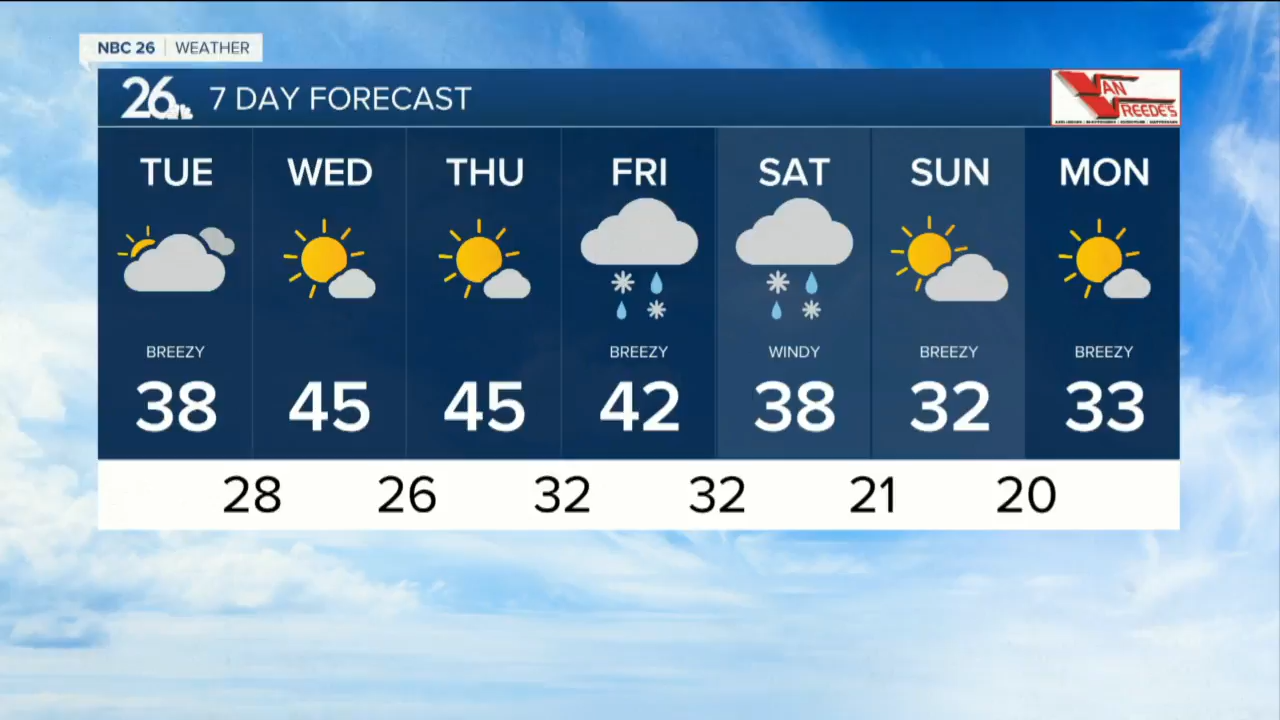 NBC 26 | WEATHER
26 7 DAY FORECAST
VAN
VREEDE'S
TUE WED THU FRI SAT SUN MON
BREEZY BREEZY WINDY BREEZY BREEZY
38 45 45 42 38 32 33
28 26 32 32 21 20